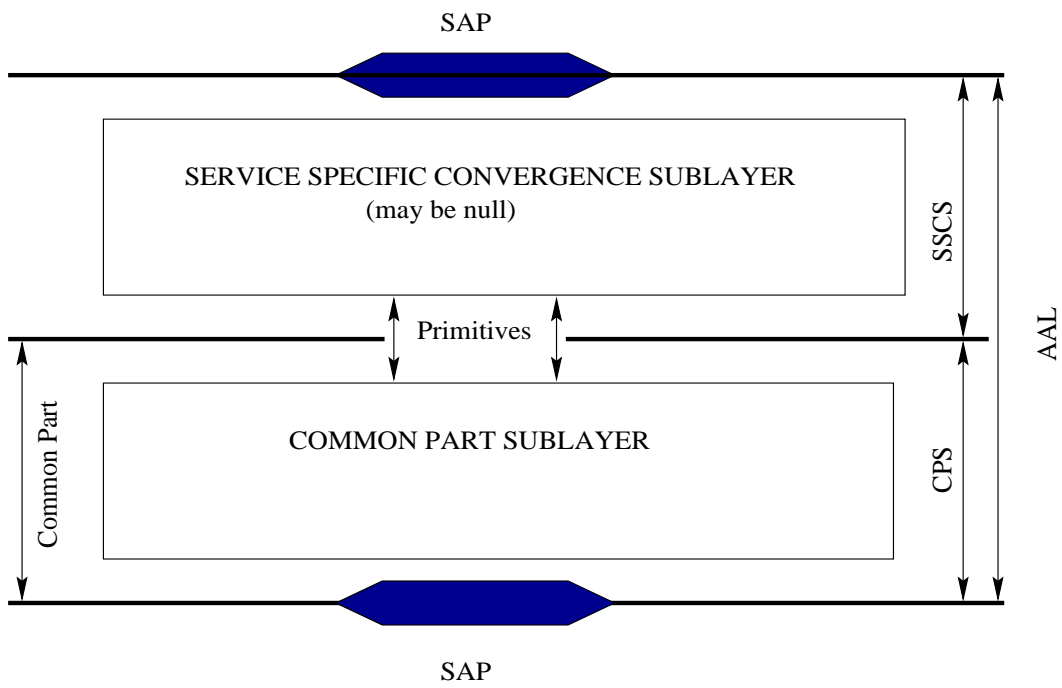 SAP
SERVICE SPECIFIC CONVERGENCE SUBLAYER
(may be null)
SSCS
Primitives
AAL
Common Part
COMMON PART SUBLAYER
CPS
SAP